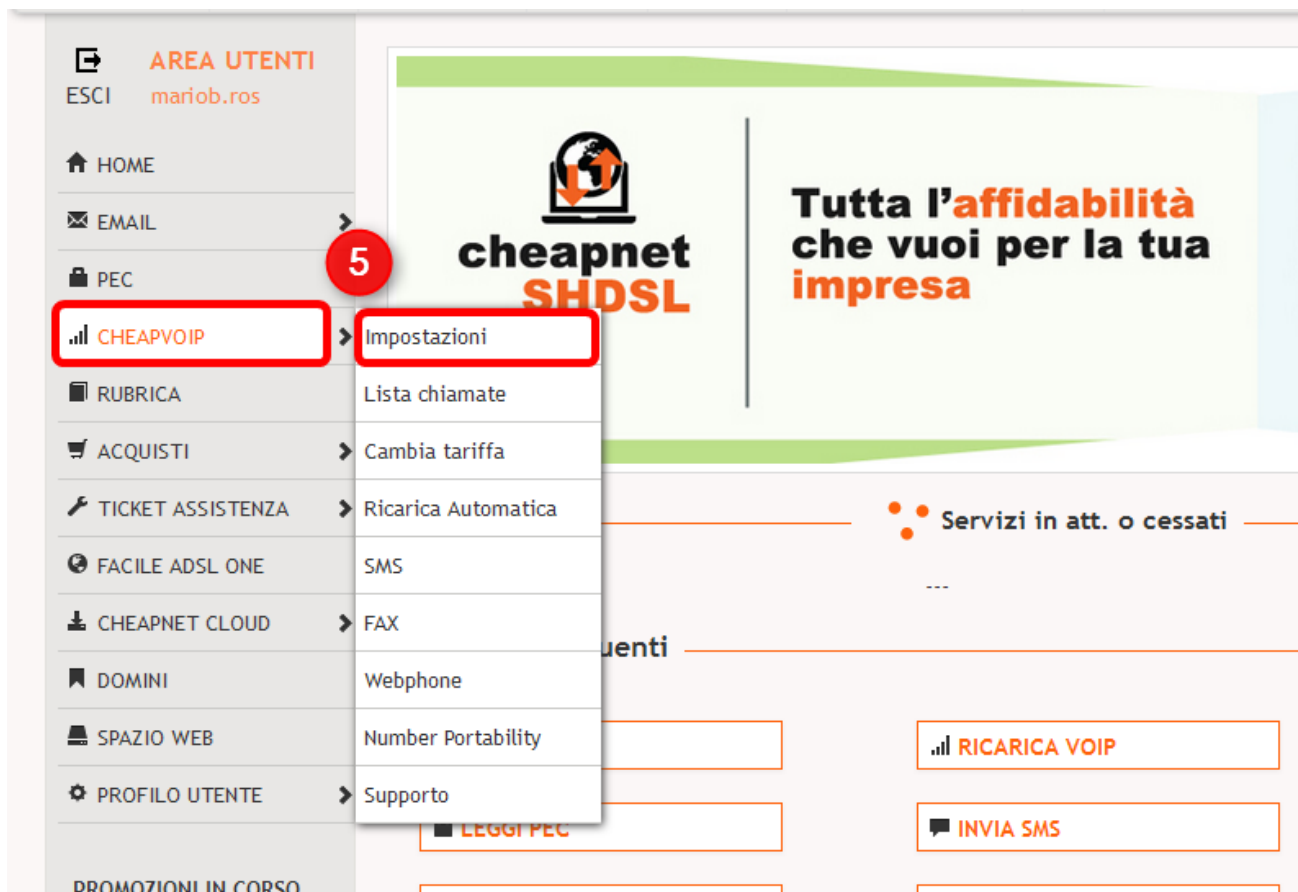 AREA UTENTI
ESCI mariob.ros
HOME
EMAIL
PEC
CHEAPVOIP
RUBRICA
ACQUISTI
TICKET ASSISTENZA
FACILE ADSL ONE
CHEAPNET CLOUD
DOMINI
SPAZIO WEB
PROFILO UTENTE
PROMOZIONI IN CORSO
5
Impostazioni
Lista chiamate
Cambia tariffa
Ricarica Automatica
SMS
FAX
Webphone
Number Portability
Supporto
cheapnet
SHDSL
Tutta l'affidabilità
che vuoi per la tua
impresa
Servizi in att. o cessati
---
uenti
RICARICA VOIP
LEGGI PEC
INVIA SMS